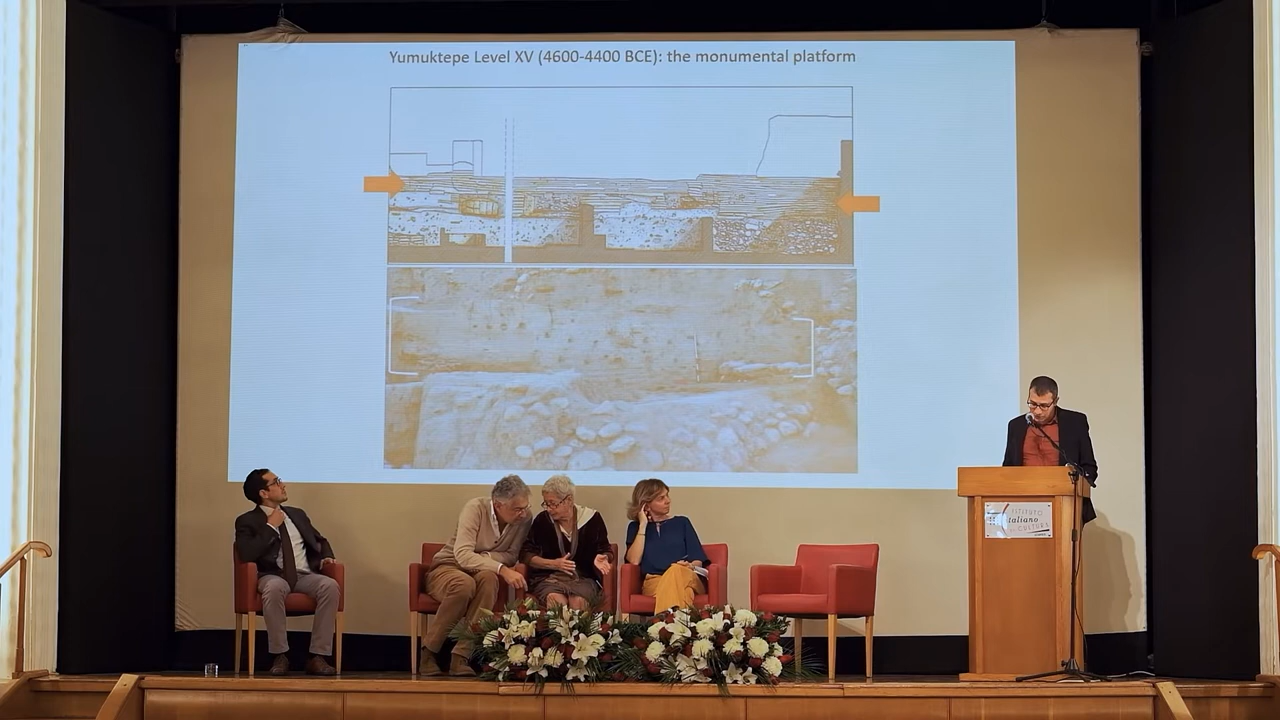 Yumuktepe Level XV (4600-4400 BCE): the monumental platform
ISTITUTO
italiano
CULTURA